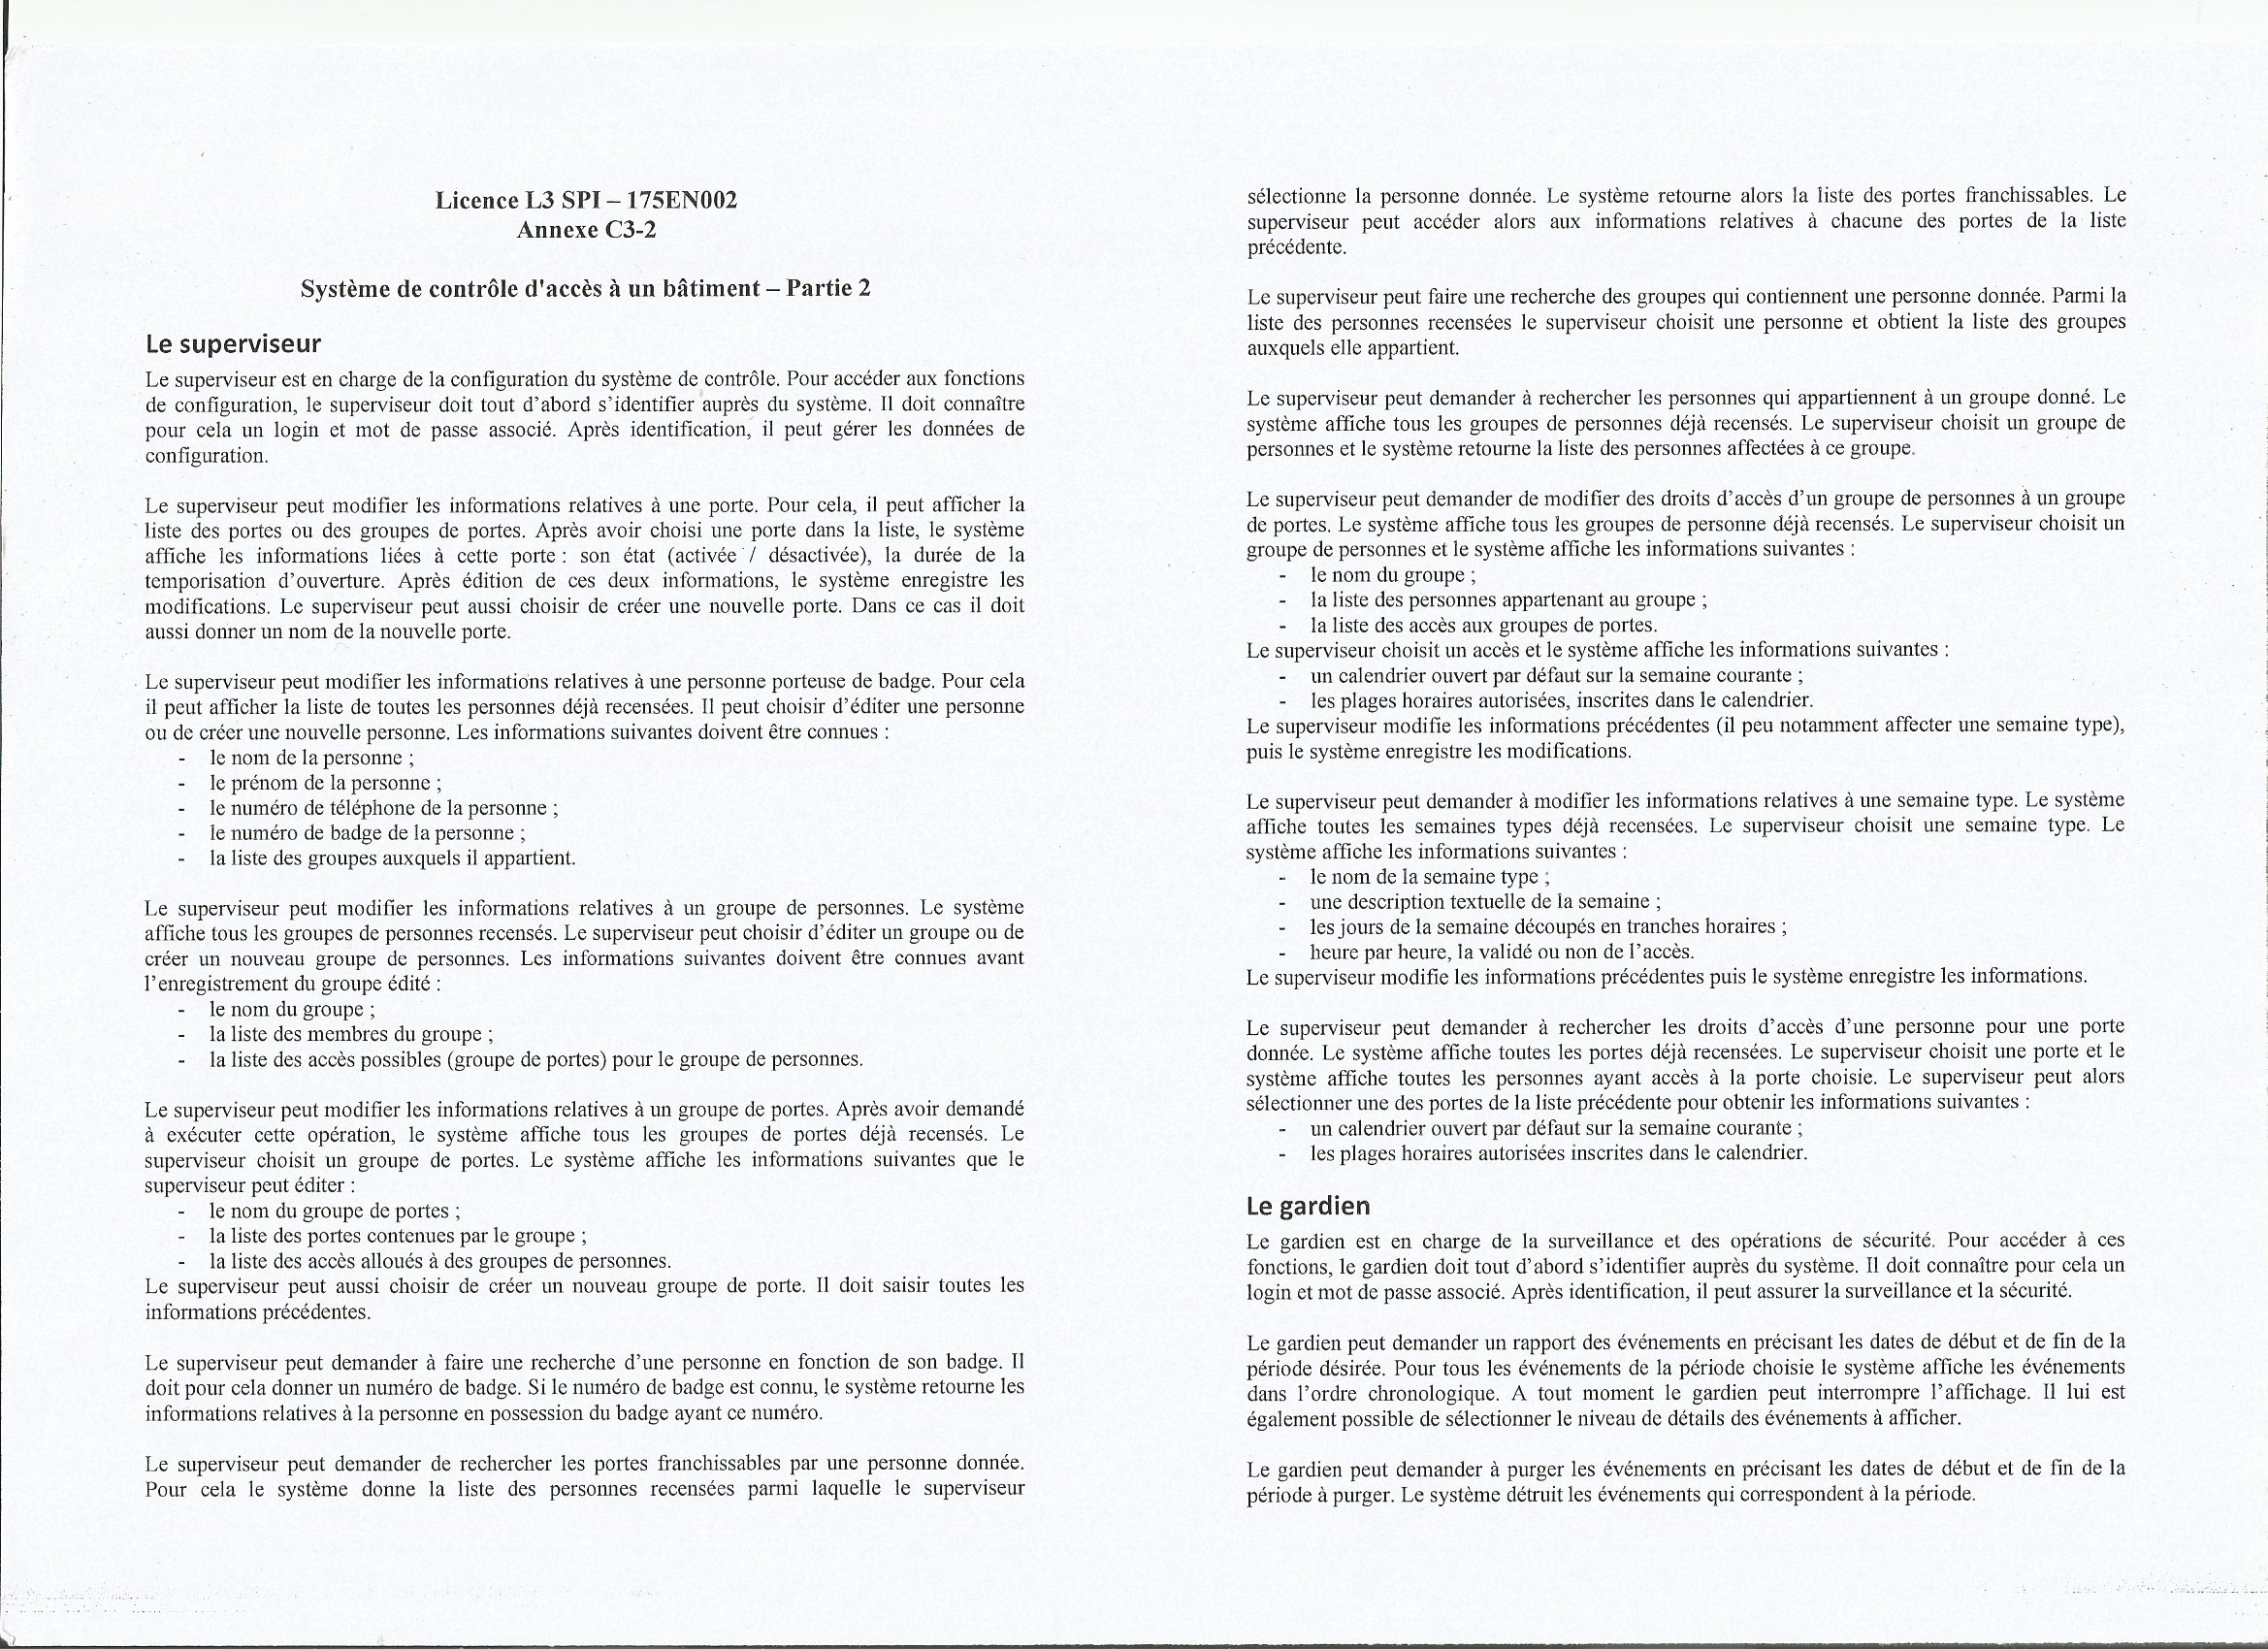 Licence L3 SPI – 175EN002
Annexe C3-2
Système de contrôle d'accès à un bâtiment – Partie 2
Le superviseur
Le superviseur est en charge de la configuration du système de contrôle. Pour accéder aux fonctions
de configuration, le superviseur doit tout d'abord s'identifier auprès du système. Il doit connaître
pour cela un login et mot de passe associé. Après identification, il peut gérer les données de
configuration.
Le superviseur peut modifier les informations relatives à une porte. Pour cela, il peut afficher la
liste des portes ou des groupes de portes. Après avoir choisi une porte dans la liste, le système
affiche les informations liées à cette porte : son état (activée / désactivée), la durée de la
temporisation d'ouverture. Après édition de ces deux informations, le système enregistre les
modifications. Le superviseur peut aussi choisir de créer une nouvelle porte. Dans ce cas il doit
aussi donner un nom de la nouvelle porte.
Le superviseur peut modifier les informations relatives à une personne porteuse de badge. Pour cela
il peut afficher la liste de toutes les personnes déjà recensées. Il peut choisir d'éditer une personne
ou de créer une nouvelle personne. Les informations suivantes doivent être connues :
- le nom de la personne ;
- le prénom de la personne ;
- le numéro de téléphone de la personne ;
- le numéro de badge de la personne ;
- la liste des groupes auxquels il appartient.
Le superviseur peut modifier les informations relatives à un groupe de personnes. Le système
affiche tous les groupes de personnes recensés. Le superviseur peut choisir d'éditer un groupe ou de
créer un nouveau groupe de personnes. Les informations suivantes doivent être connues avant
l'enregistrement du groupe édité :
- le nom du groupe ;
- la liste des membres du groupe ;
- la liste des accès possibles (groupe de portes) pour le groupe de personnes.
Le superviseur peut modifier les informations relatives à un groupe de portes. Après avoir demandé
à exécuter cette opération, le système affiche tous les groupes de portes déjà recensés. Le
superviseur choisit un groupe de portes. Le système affiche les informations suivantes que le
superviseur peut éditer :
- le nom du groupe de portes ;
- la liste des portes contenues par le groupe ;
- la liste des accès alloués à des groupes de personnes.
Le superviseur peut aussi choisir de créer un nouveau groupe de porte. Il doit saisir toutes les
informations précédentes.
Le superviseur peut demander à faire une recherche d'une personne en fonction de son badge. Il
doit pour cela donner un numéro de badge. Si le numéro de badge est connu, le système retourne les
informations relatives à la personne en possession du badge ayant ce numéro.
Le superviseur peut demander de rechercher les portes franchissables par une personne donnée.
Pour cela le système donne la liste des personnes recensées parmi laquelle le superviseur
sélectionne la personne donnée. Le système retourne alors la liste des portes franchissables. Le
superviseur peut accéder alors aux informations relatives à chacune des portes de la liste
précédente.
Le superviseur peut faire une recherche des groupes qui contiennent une personne donnée. Parmi la
liste des personnes recensées le superviseur choisit une personne et obtient la liste des groupes
auxquels elle appartient.
Le superviseur peut demander à rechercher les personnes qui appartiennent à un groupe donné. Le
système affiche tous les groupes de personnes déjà recensés. Le superviseur choisit un groupe de
personnes et le système retourne la liste des personnes affectées à ce groupe.
Le superviseur peut demander de modifier des droits d'accès d'un groupe de personnes à un groupe
de portes. Le système affiche tous les groupes de personne déjà recensés. Le superviseur choisit un
groupe de personnes et le système affiche les informations suivantes :
- le nom du groupe ;
- la liste des personnes appartenant au groupe ;
- la liste des accès aux groupes de portes.
Le superviseur choisit un accès et le système affiche les informations suivantes :
- un calendrier ouvert par défaut sur la semaine courante ;
- les plages horaires autorisées, inscrites dans le calendrier.
Le superviseur modifie les informations précédentes (il peu notamment affecter une semaine type),
puis le système enregistre les modifications.
Le superviseur peut demander à modifier les informations relatives à une semaine type. Le système
affiche toutes les semaines types déjà recensées. Le superviseur choisit une semaine type. Le
système affiche les informations suivantes :
- le nom de la semaine type ;
- une description textuelle de la semaine ;
- les jours de la semaine découpés en tranches horaires ;
- heure par heure, la validé ou non de l'accès.
Le superviseur modifie les informations précédentes puis le système enregistre les informations.
Le superviseur peut demander à rechercher les droits d'accès d'une personne pour une porte
donnée. Le système affiche toutes les portes déjà recensées. Le superviseur choisit une porte et le
système affiche toutes les personnes ayant accès à la porte choisie. Le superviseur peut alors
sélectionner une des portes de la liste précédente pour obtenir les informations suivantes :
- un calendrier ouvert par défaut sur la semaine courante ;
- les plages horaires autorisées inscrites dans le calendrier.
Le gardien
Le gardien est en charge de la surveillance et des opérations de sécurité. Pour accéder à ces
fonctions, le gardien doit tout d'abord s'identifier auprès du système. Il doit connaître pour cela un
login et mot de passe associé. Après identification, il peut assurer la surveillance et la sécurité.
Le gardien peut demander un rapport des événements en précisant les dates de début et de fin de la
période désirée. Pour tous les événements de la période choisie le système affiche les événements
dans l'ordre chronologique. A tout moment le gardien peut interrompre l'affichage. Il lui est
également possible de sélectionner le niveau de détails des événements à afficher.
Le gardien peut demander à purger les événements en précisant les dates de début et de fin de la
période à purger. Le système détruit les événements qui correspondent à la période.